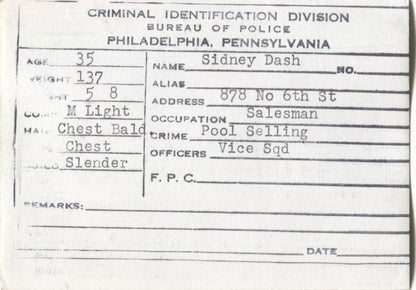 CRIMINAL IDENTIFICATION DIVISION
BUREAU OF POLICE
PHILADELPHIA, PENNSYLVANIA
AGE 35
WEIGHT 137
5 8
M Light
Chest Bald
Chest
Slender
NAME Sidney Dash NO.
ALIAS
ADDRESS 878 No 6th St
OCCUPATION Salesman
CRIME Pool Selling
OFFICERS Vice Sqd
F. P. C.
REMARKS:
DATE